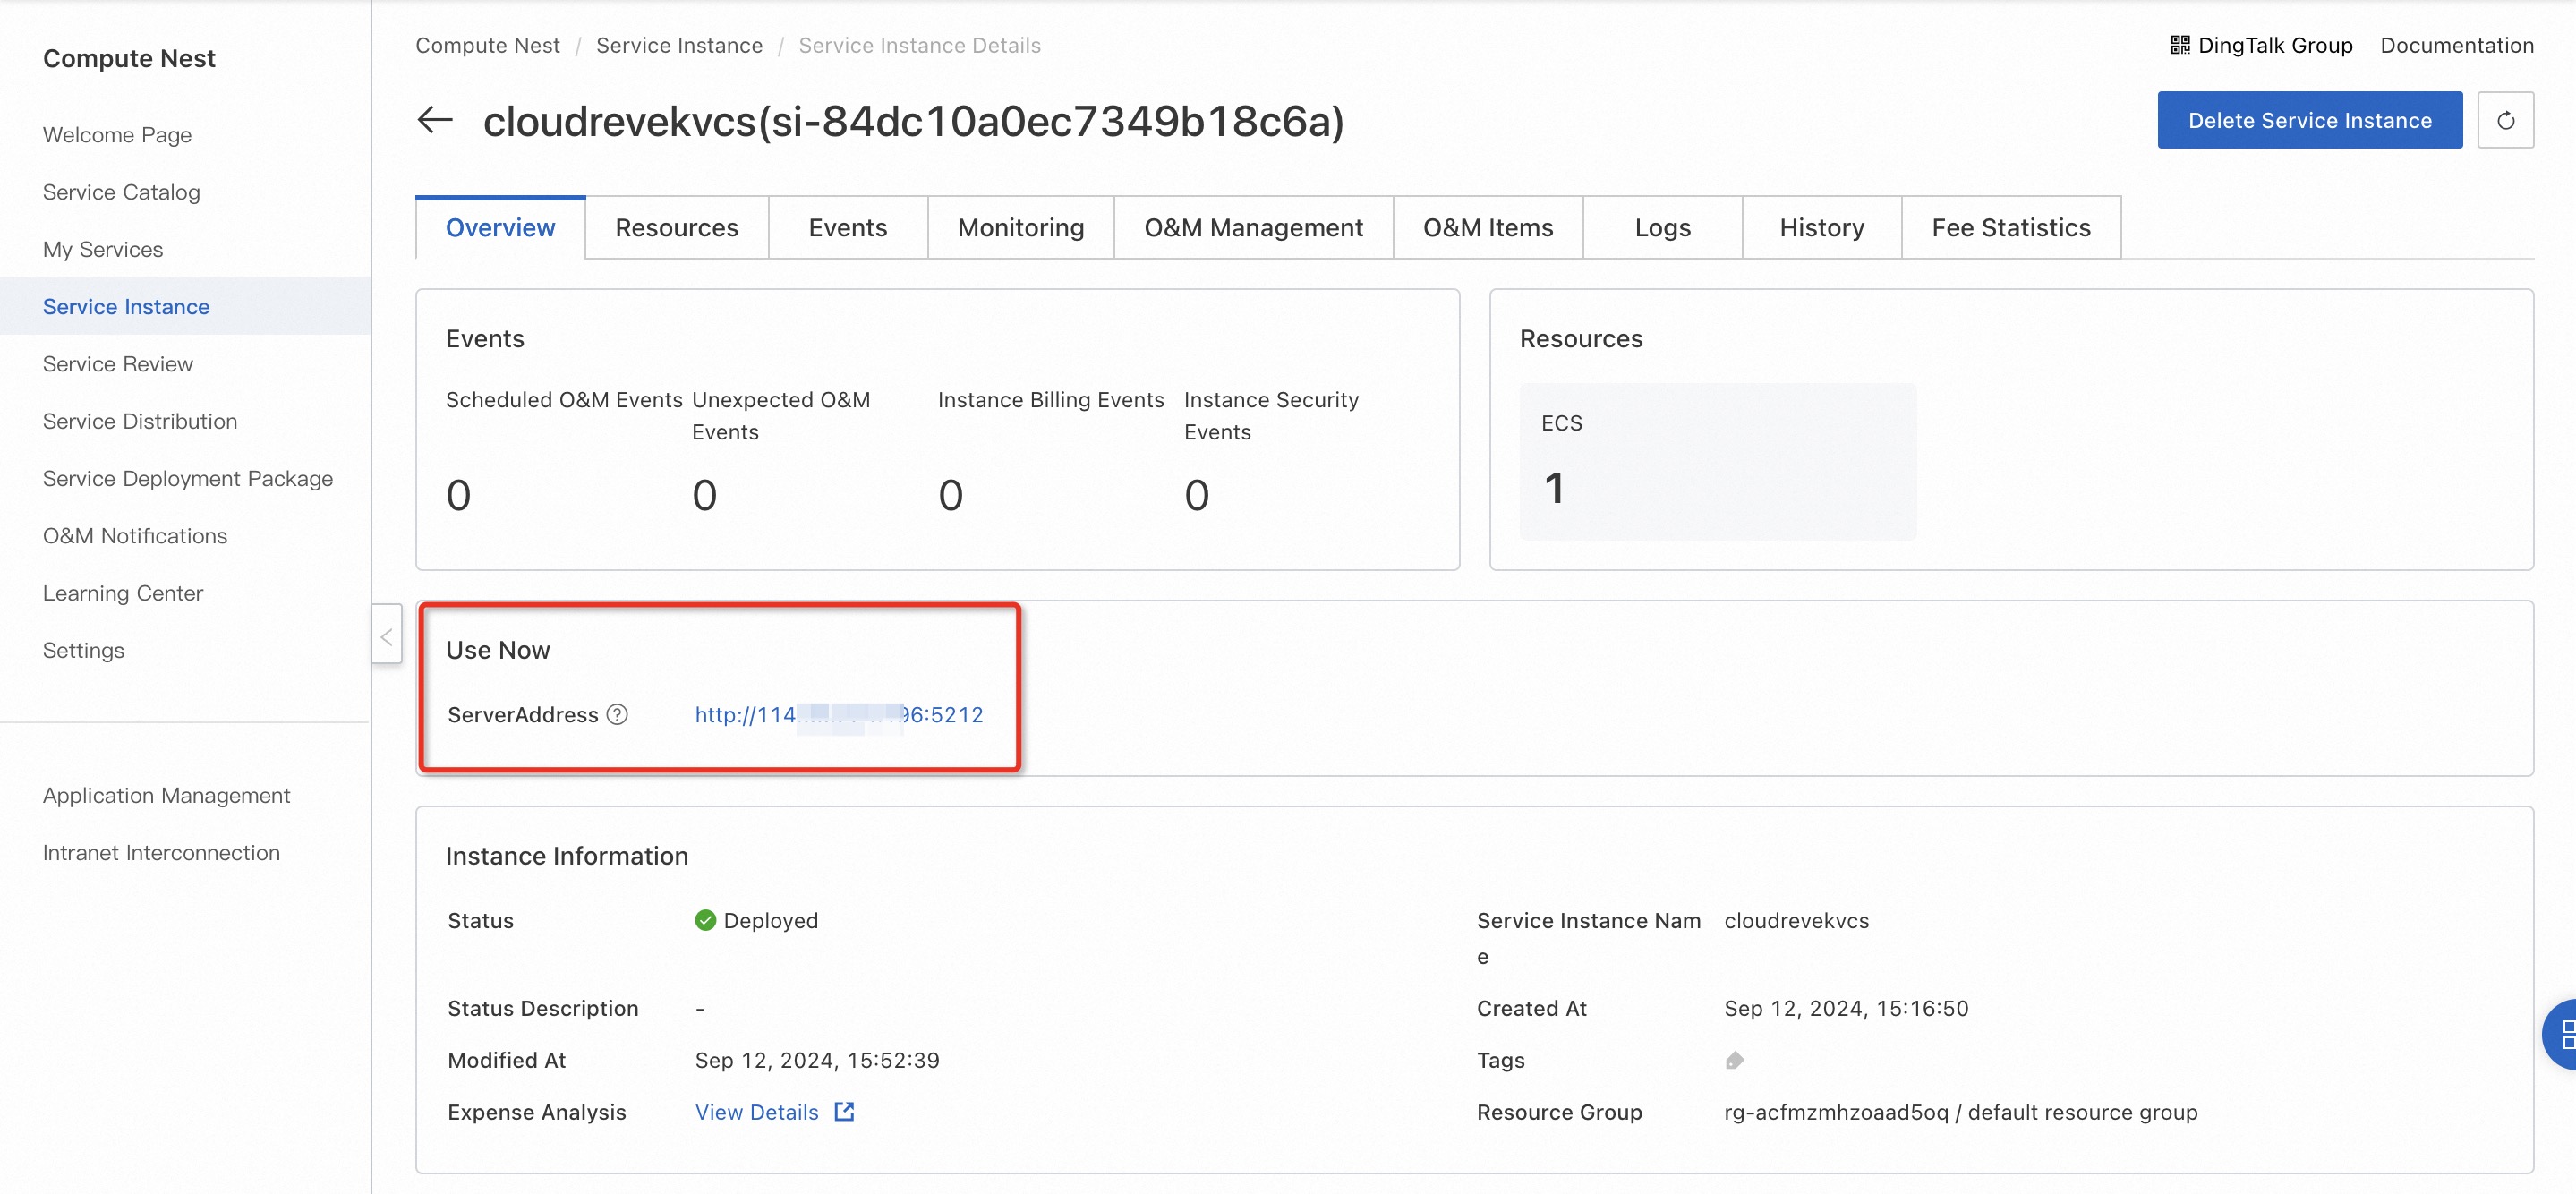 Compute Nest
Welcome Page
Service Catalog
My Services
Service Instance
Service Review
Service Distribution
Service Deployment Package
O&M Notifications
Learning Center
Settings
Application Management
Intranet Interconnection
Compute Nest / Service Instance / Service Instance Details
DingTalk Group Documentation
cloudrevekvcs(si-84dc10a0ec7349b18c6a)
Delete Service Instance
Overview Resources Events Monitoring O&M Management O&M Items Logs History Fee Statistics
Events
Scheduled O&M Events
0
Unexpected O&M
Events
0
Instance Billing Events
0
Instance Security
Events
0
Resources
ECS
1
Use Now
ServerAddress http://114 96:5212
Instance Information
Status Deployed
Service Instance Nam
e
cloudrevekvcs
Status Description -
Created At Sep 12, 2024, 15:16:50
Modified At Sep 12, 2024, 15:52:39
Tags
Expense Analysis View Details
Resource Group rg-acfmzmhzoaad5oq / default resource group